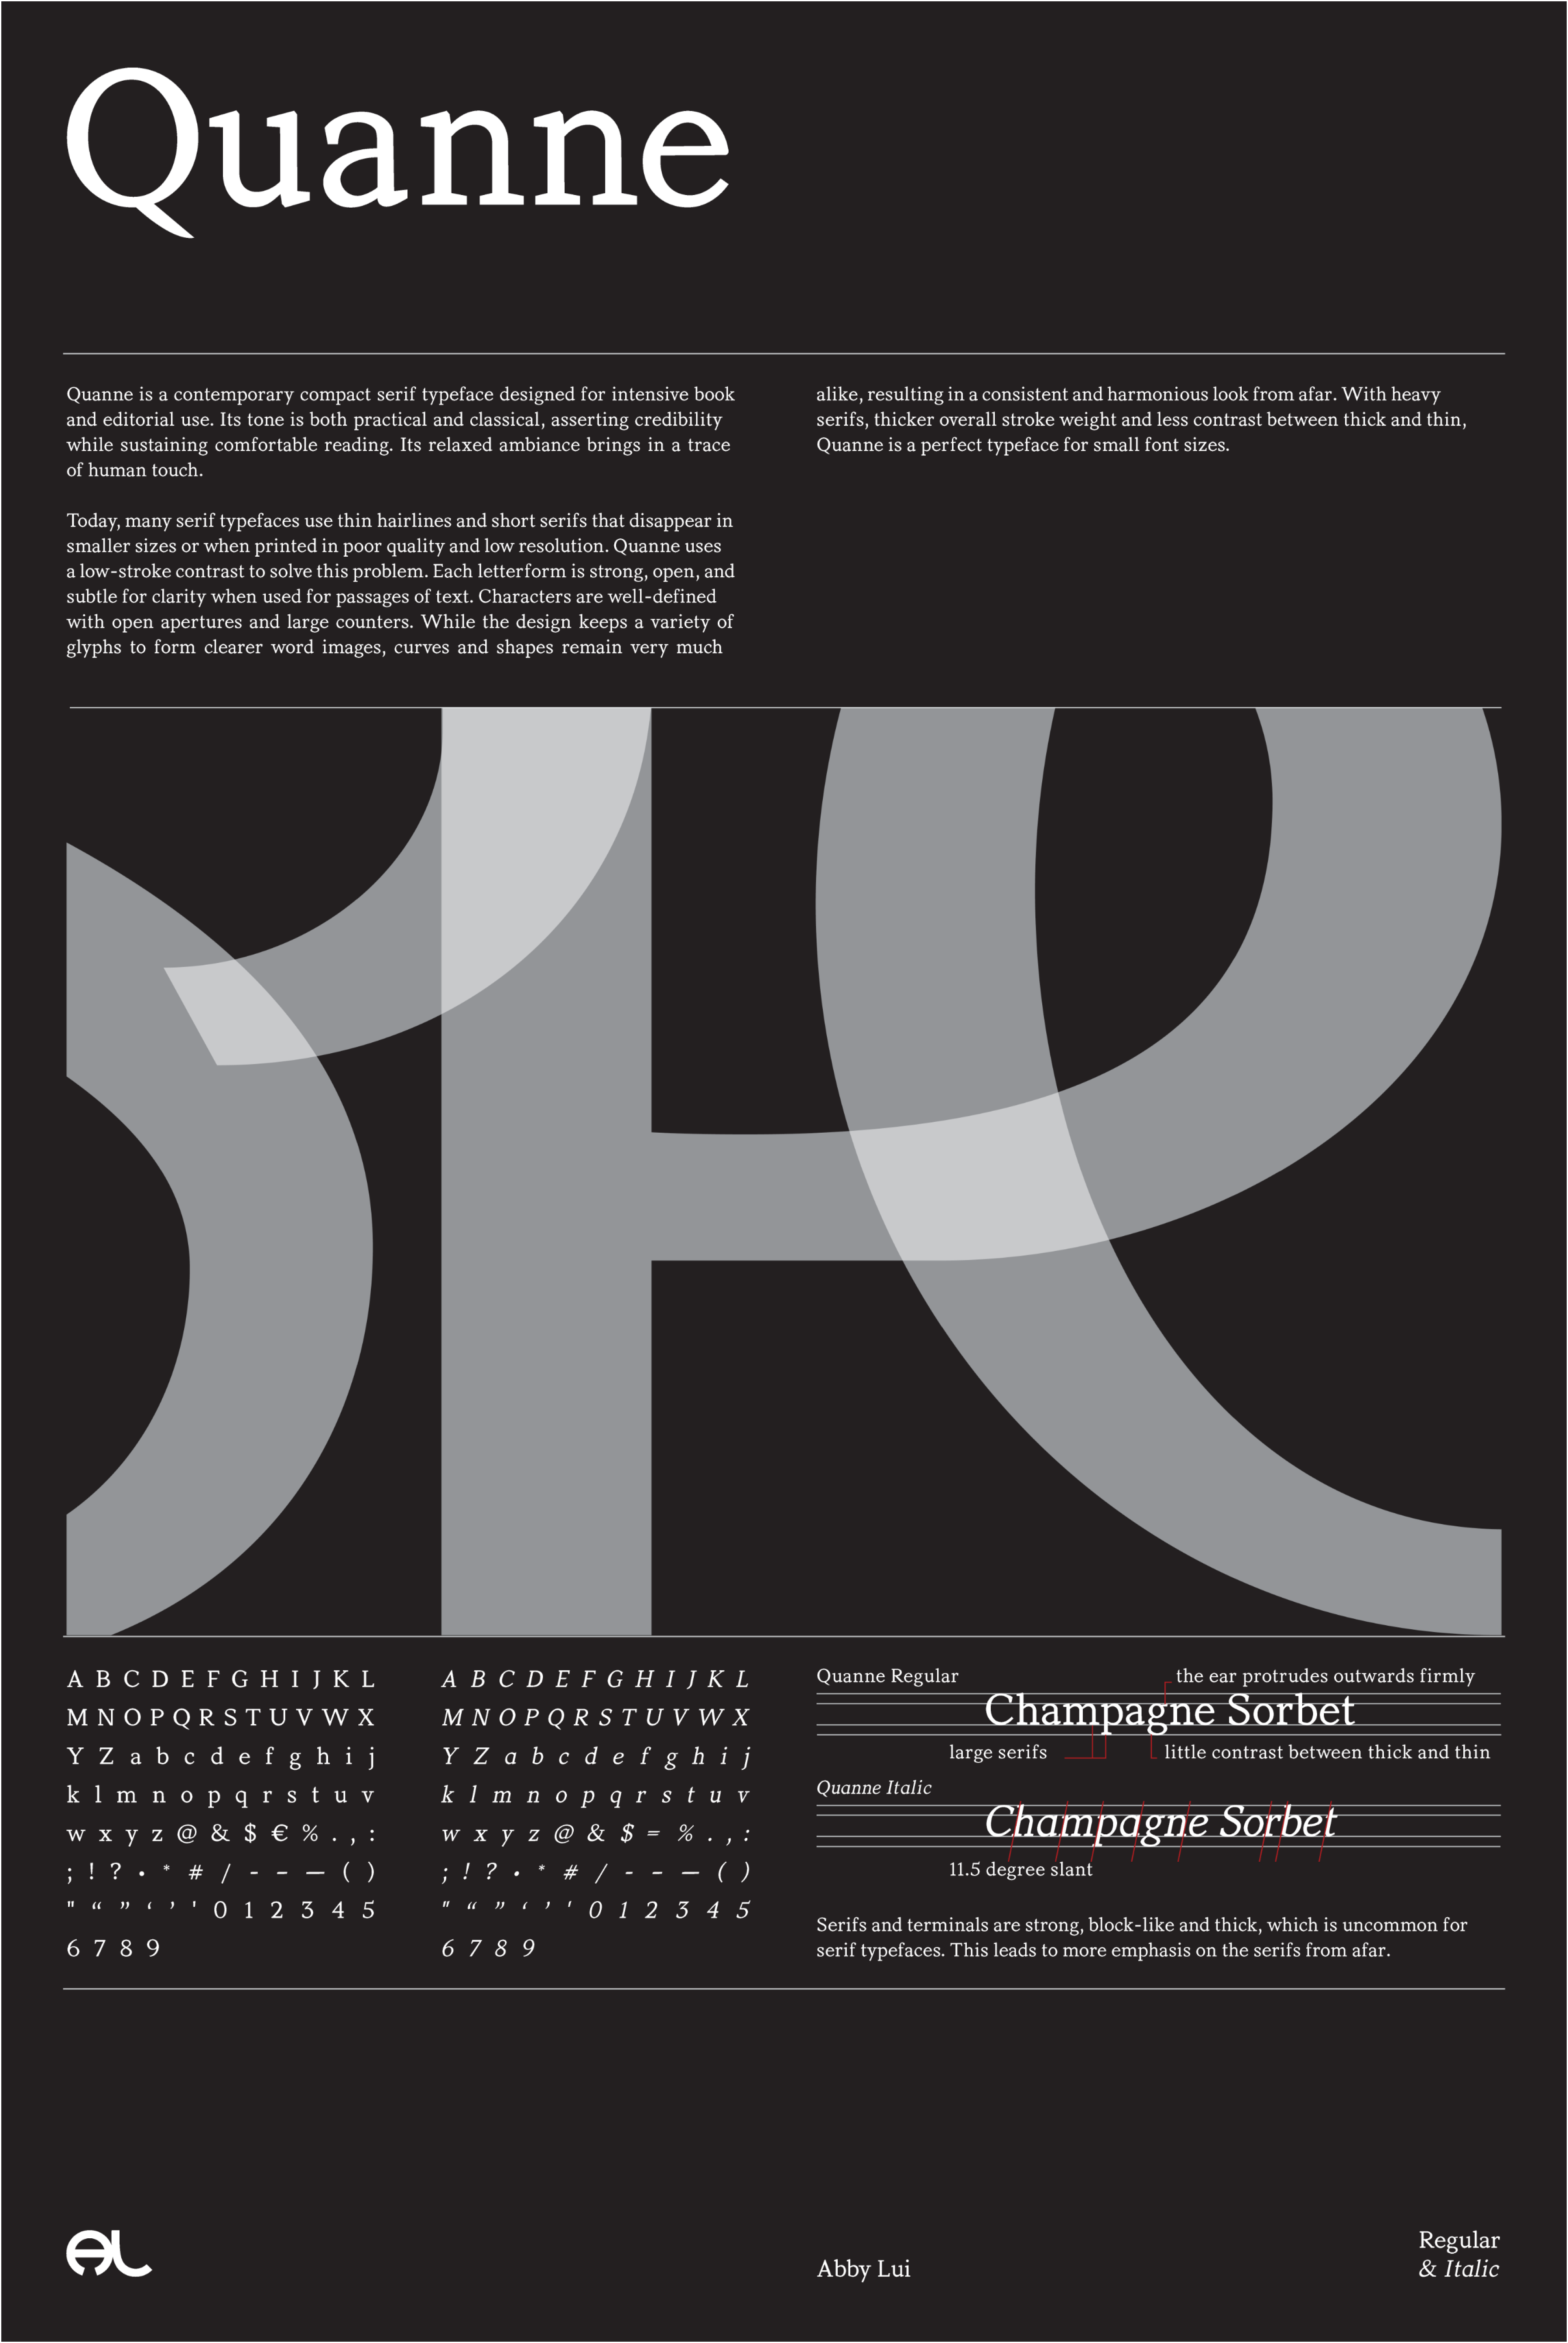 Quanne
Quanne is a contemporary compact serif typeface designed for intensive book
and editorial use. Its tone is both practical and classical, asserting credibility
while sustaining comfortable reading. Its relaxed ambiance brings in a trace
of human touch.
Today, many serif typefaces use thin hairlines and short serifs that disappear in
smaller sizes or when printed in poor quality and low resolution. Quanne uses
a low-stroke contrast to solve this problem. Each letterform is strong, open, and
subtle for clarity when used for passages of text. Characters are well-defined
with open apertures and large counters. While the design keeps a variety of
glyphs to form clearer word images, curves and shapes remain very much
alike, resulting in a consistent and harmonious look from afar. With heavy
serifs, thicker overall stroke weight and less contrast between thick and thin,
Quanne is a perfect typeface for small font sizes.
A B C D E F G H I J K L
M N O P Q R S T U V W X
Y Z a b c d e f g h i j
k l m n o p q r s t u v
w x y z @ & $ € % . , :
; ! ? • * # / - – — ( )
" “ ” ‘ ’ ' 0 1 2 3 4 5
6 7 8 9
A B C D E F G H I J K L
M N O P Q R S T U V W X
Y Z a b c d e f g h i j
k l m n o p q r s t u v
w x y z @ & $ = % . , :
; ! ? • * # / - – — ( )
" “ ” ‘ ’ ' 0 1 2 3 4 5
6 7 8 9
Quanne Regular
the ear protrudes outwards firmly
Champagne Sorbet
large serifs
little contrast between thick and thin
Quanne Italic
Champagne Sorbet
11.5 degree slant
Serifs and terminals are strong, block-like and thick, which is uncommon for
serif typefaces. This leads to more emphasis on the serifs from afar.
AL
Abby Lui
Regular
& Italic